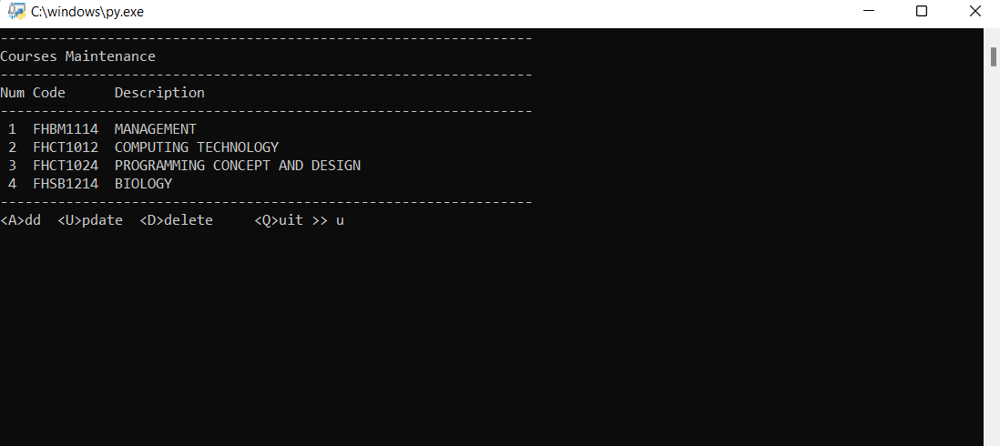 C:\windows\py.exe
-----------------------------------------------------------------
Courses Maintenance
-----------------------------------------------------------------
Num Code      Description
-----------------------------------------------------------------
 1  FHBM1114  MANAGEMENT
 2  FHCT1012  COMPUTING TECHNOLOGY
 3  FHCT1024  PROGRAMMING CONCEPT AND DESIGN
 4  FHSB1214  BIOLOGY
-----------------------------------------------------------------
<A>dd  <U>pdate  <D>delete     <Q>uit >> u